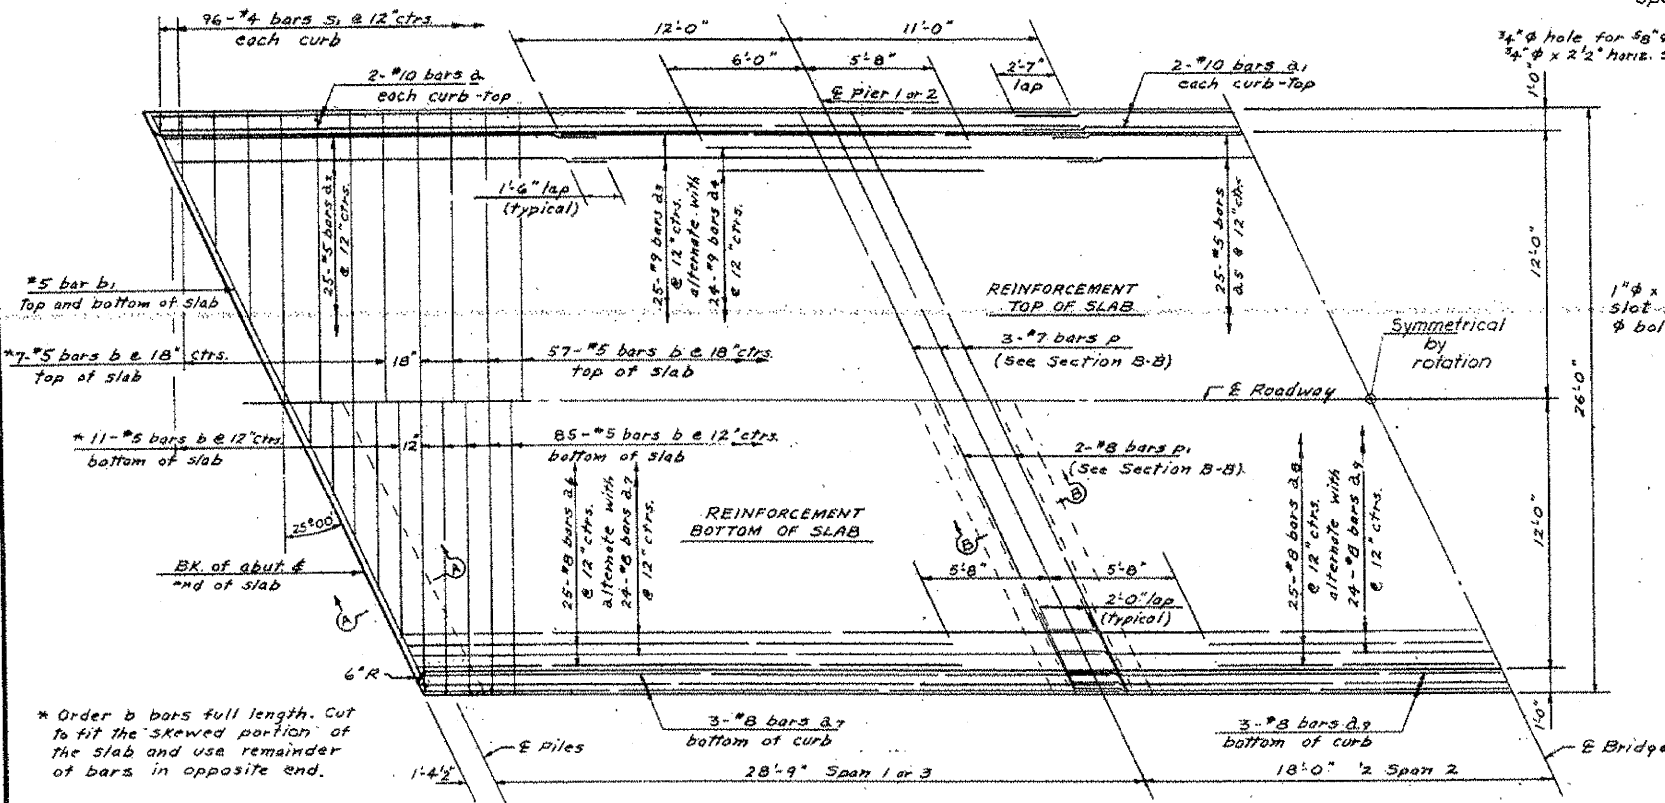 96-#4 bars s, @ 12"ctrs.
each curb
12'-0"
11'-0"
6'-0"
5'-8"
2'-7"
lap
2-#10 bars a
each curb-top
℄ Pier 1 or 2
2-#10 bars a,
each curb-top
3/4"ϕ hole for 5/8"ϕ
3/4"ϕ x 2 1/2" horiz.
1'-0"
1'-6" lap
(typical)
25-#5 bars a2
@ 12"ctrs.
25-#9 bars a3
@ 12"ctrs.
alternate with
24-#9 bars a4
@ 12"ctrs.
25-#5 bars
a5 @ 12"ctrs.
12'-0"
#5 bar b,
Top and bottom of slab
REINFORCEMENT
TOP OF SLAB
1"ϕ x
slot
ϕ bol
Symmetrical
by
rotation
*7-#5 bars b @ 18" ctrs.
top of slab
18"
57-#5 bars b @ 18"ctrs.
top of slab
3-#7 bars p
(See Section B-B)
℄ Roadway
26'-0"
*11-#5 bars b @ 12"ctrs.
bottom of slab
12"
85-#5 bars b @ 12"ctrs.
bottom of slab
2-#8 bars p,
(See Section B-B)
B
25-#8 bars a6
@ 12"ctrs.
alternate with
24-#8 bars a7
@ 12"ctrs.
REINFORCEMENT
BOTTOM OF SLAB
25-#8 bars a8
@ 12"ctrs.
alternate with
24-#8 bars a9
@ 12"ctrs.
12'-0"
25°00'
B
BK. of abut &
end of slab
A
A
5'-8"
5'-8"
2'-0" lap
(typical)
6"R
1'-0"
* Order b bars full length. Cut
to fit the skewed portion of
the slab and use remainder
of bars in opposite end.
3-#8 bars a7
bottom of curb
3-#8 bars a9
bottom of curb
℄ Piles
℄ Bridge
1'-4½"
28'-9" Span 1 or 3
18'-0" ½ Span 2